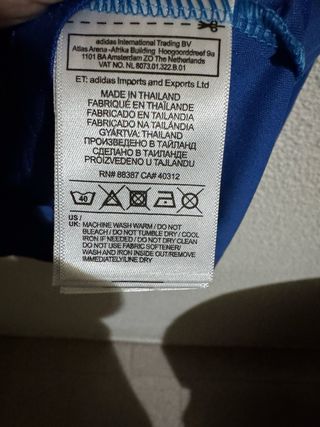 adidas International Trading BV
Atlas Arena -Afrika Building Hoogoorddreef 9a
1101 BA Amsterdam ZO The Netherlands
VAT NO. NL 8073.01.322.B.01
ET: adidas Imports and Exports Ltd
MADE IN THAILAND
FABRIQUÉ EN THAÏLANDE
FABRICADO EN TAILANDIA
FABRICADO NA TAILÂNDIA
GYÁRTVA: THAILAND
ПРОИЗВЕДЕНО В ТАЙЛАНД
СДЕЛАНО В ТАИЛАНДЕ
PROIZVEDENO U TAJLANDU
RN# 88387 CA# 40312
40
US /
UK: MACHINE WASH WARM / DO NOT
BLEACH / DO NOT TUMBLE DRY / COOL
IRON IF NEEDED / DO NOT DRY CLEAN
DO NOT USE FABRIC SOFTENER/
WASH AND IRON INSIDE OUT/REMOVE
IMMEDIATELY/LINE DRY